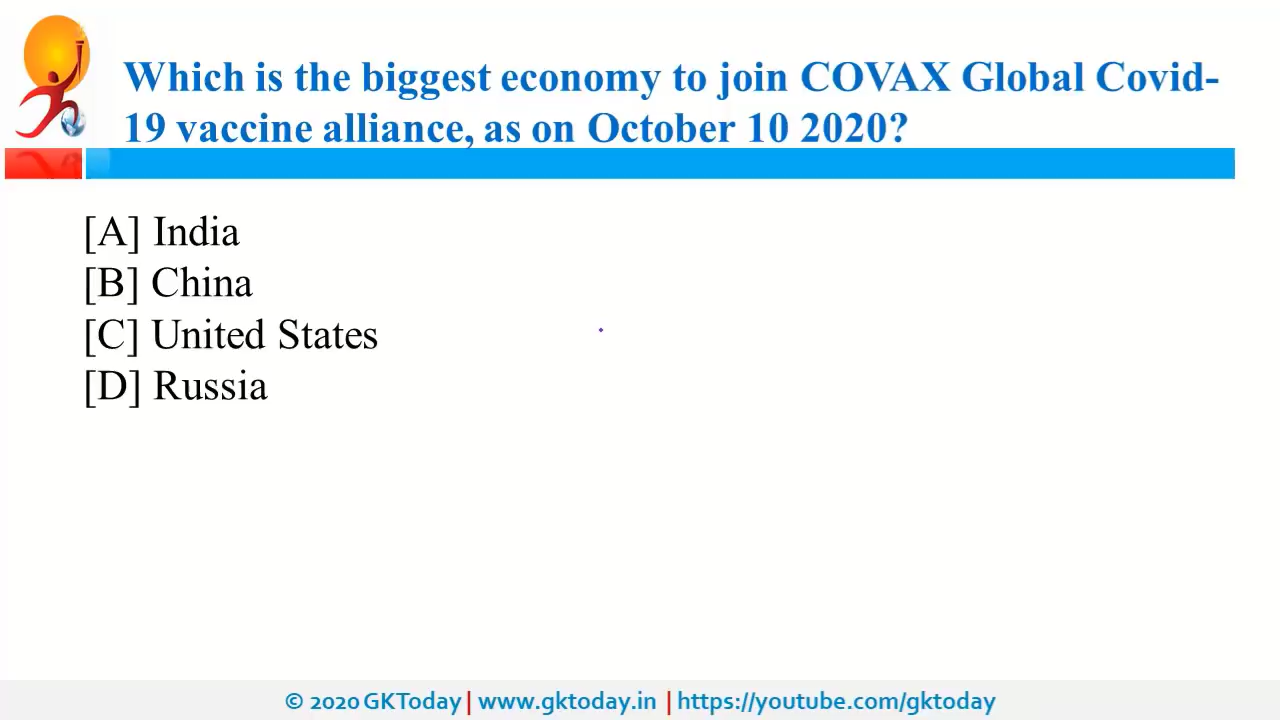 Which is the biggest economy to join COVAX Global Covid-
19 vaccine alliance, as on October 10 2020?
[A] India
[B] China
[C] United States
[D] Russia
© 2020 GKToday | www.gktoday.in | https://youtube.com/gktoday